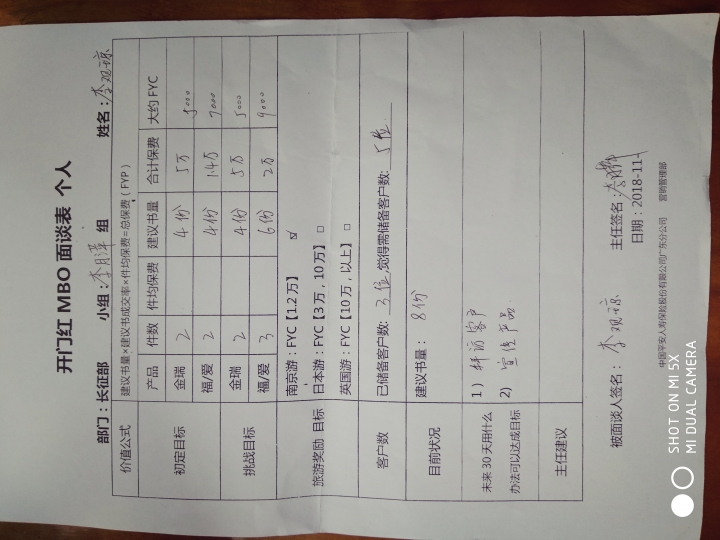 开门红 MBO 面谈表 个人
部门：长征部 小组：李月萍 组 姓名：李观琼
价值公式 建议书量×建议书成交率×件均保费=总保费（FYP）
产品 件数 件均保费 建议书量 合计保费 大约 FYC
初定目标 金瑞 2 4份 5万 5000
福/爱 2 4份 1.4万 7000
挑战目标 金瑞 2 4份 5万 5000
福/爱 3 6份 2万 9000
旅游奖励 目标 南京游：FYC【1.2万】 ☑
日本游：FYC【3万，10万】 □
英国游：FYC【10万，以上】 □
客户数 已储备客户数：3位,觉得需储备客户数：5位.
目前状况 建议书量： 8份
未来 30 天用什么办法可以达成目标 1）拜访客户
2）宣传产品
主任建议
被面谈人签名：李观琼 主任签名：
日期：2018-11-
中国平安人寿保险股份有限公司广东分公司 营销管理部
SHOT ON MI 5X
MI DUAL CAMERA